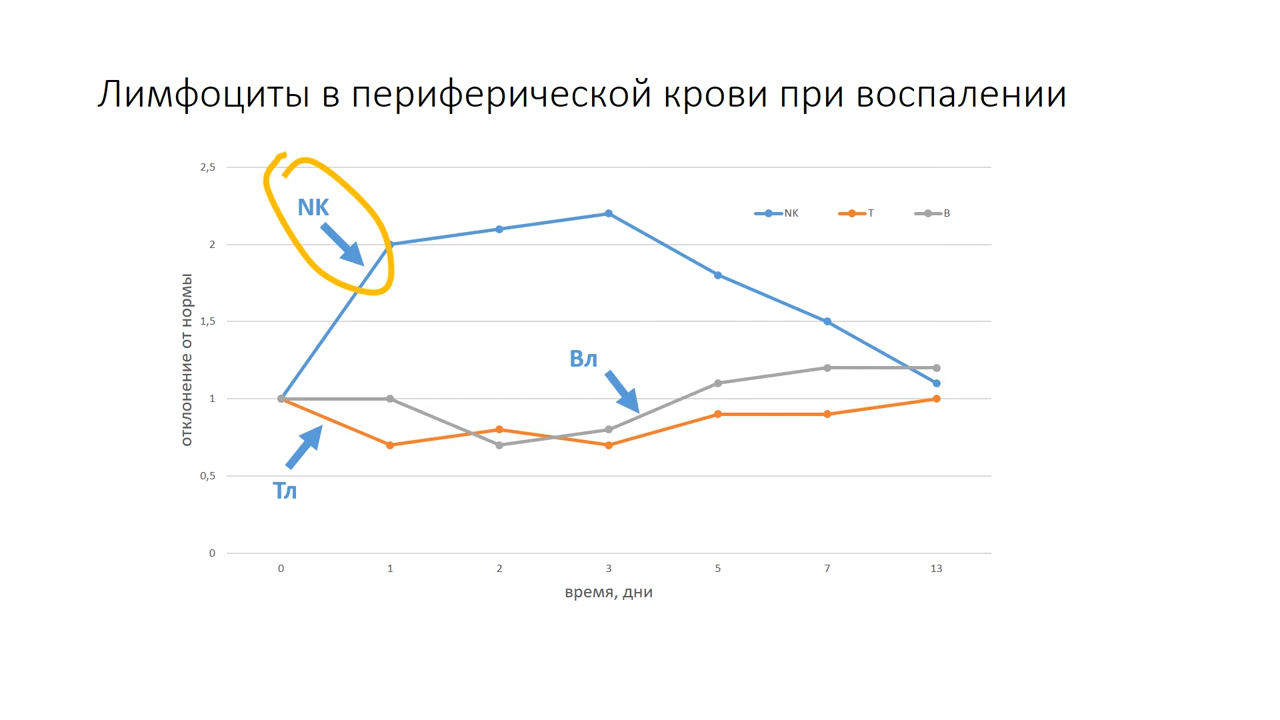 Лимфоциты в периферической крови при воспалении
2,5
2
1,5
1
0,5
0
отклонение от нормы
NK
Тл
Вл
NK T B
0 1 2 3 5 7 13
время, дни